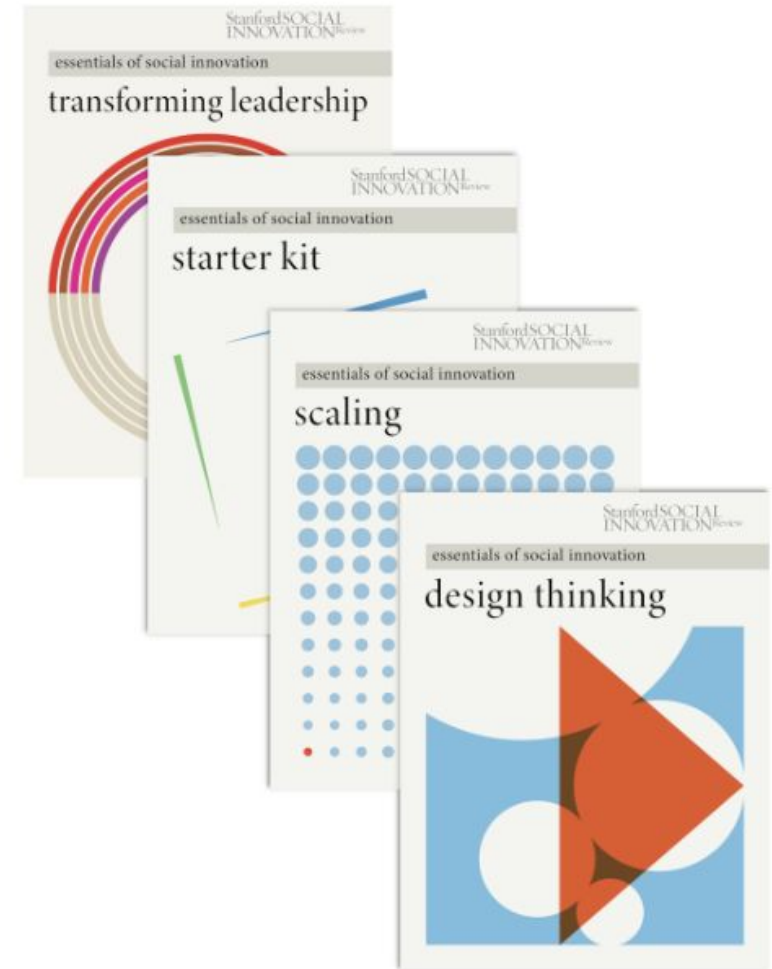 Stanford SOCIAL
INNOVATION Review
essentials of social innovation
transforming leadership
Stanford SOCIAL
INNOVATION Review
essentials of social innovation
starter kit
Stanford SOCIAL
INNOVATION Review
essentials of social innovation
scaling
Stanford SOCIAL
INNOVATION Review
essentials of social innovation
design thinking